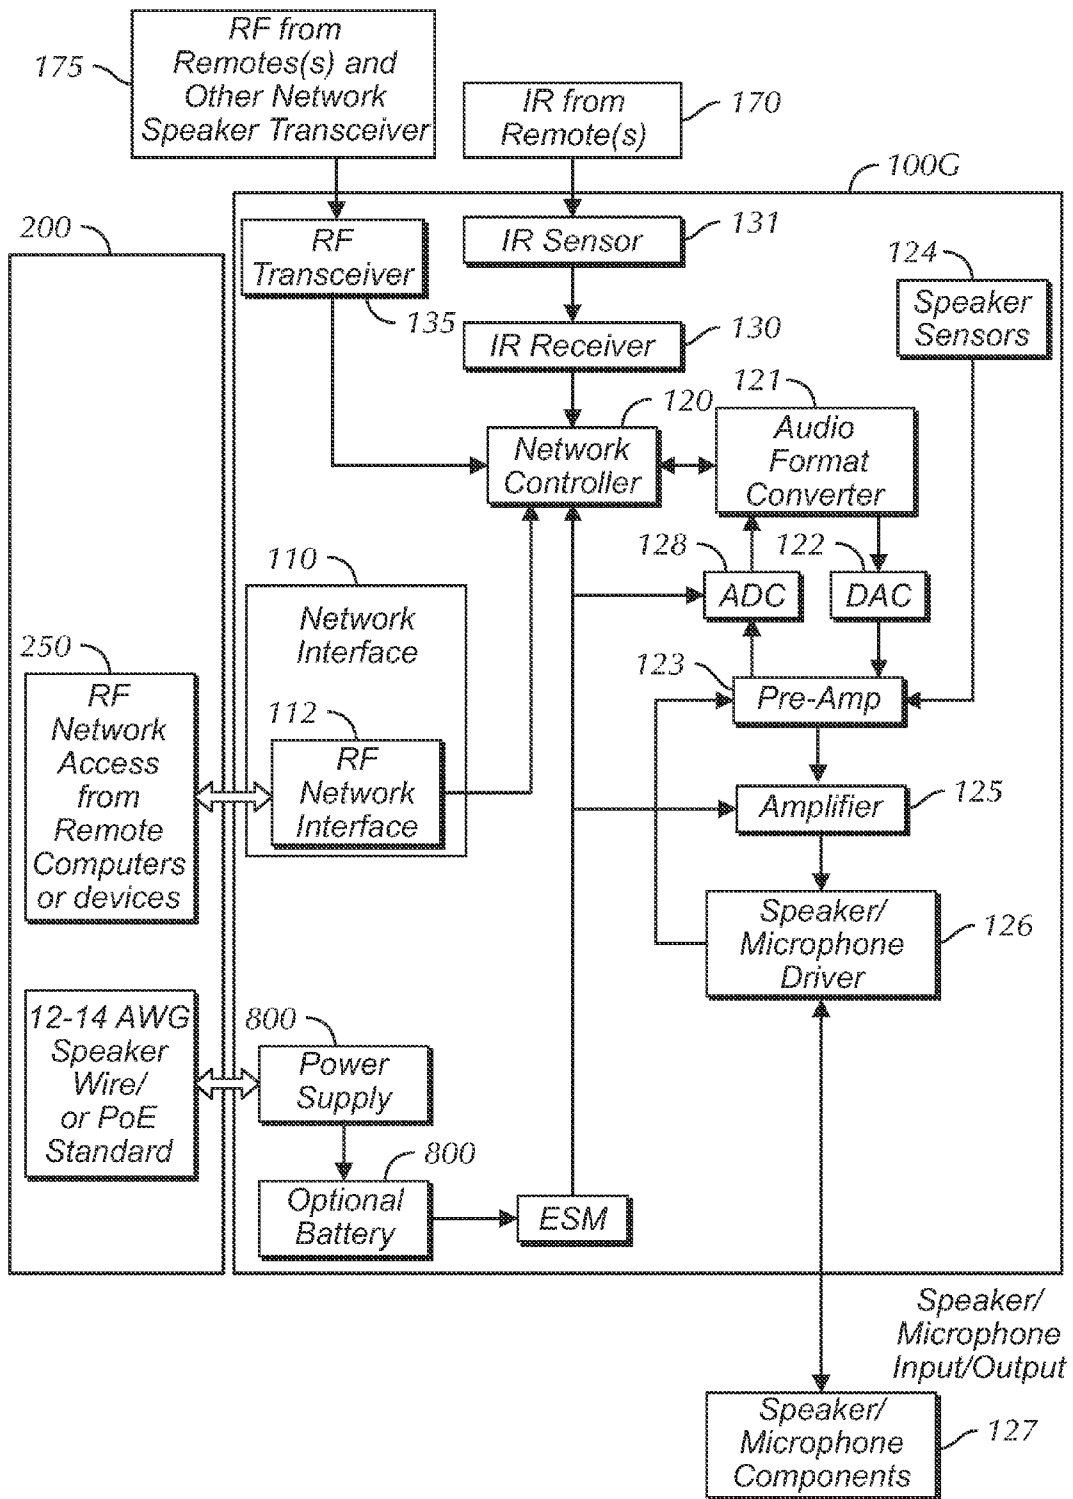 175
RF from
Remotes(s) and
Other Network
Speaker Transceiver
IR from
Remote(s)
170
100G
200
RF
Transceiver
135
IR Sensor
131
124
Speaker
Sensors
IR Receiver
130
120
Network
Controller
121
Audio
Format
Converter
128
ADC
122
DAC
110
Network
Interface
123
Pre-Amp
250
RF
Network
Access
from
Remote
Computers
or devices
112
RF
Network
Interface
Amplifier
125
Speaker/
Microphone
Driver
126
12-14 AWG
Speaker
Wire/
or PoE
Standard
800
Power
Supply
800
Optional
Battery
ESM
Speaker/
Microphone
Input/Output
Speaker/
Microphone
Components
127